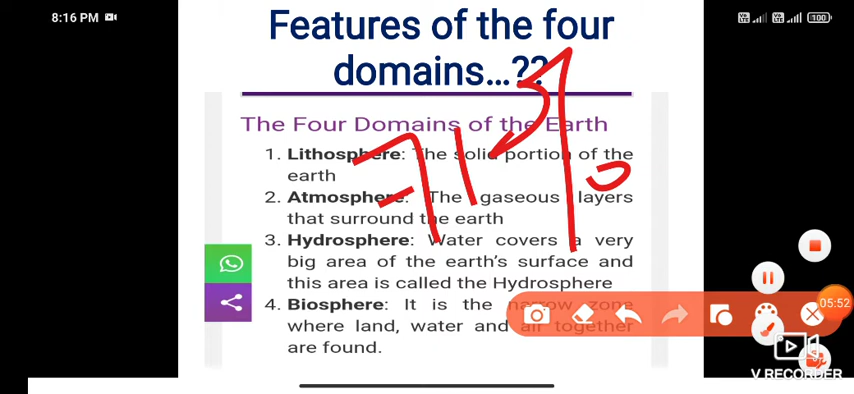 8:16 PM
100
Features of the four
domains...??
The Four Domains of the Earth
1. Lithosphere: The solid portion of the
earth
2. Atmosphere: The gaseous layers
that surround the earth
3. Hydrosphere: Water covers a very
big area of the earth's surface and
this area is called the Hydrosphere
4. Biosphere: It is the narrow zone
where land, water and air together
are found.
71%
05:52
V RECORDER